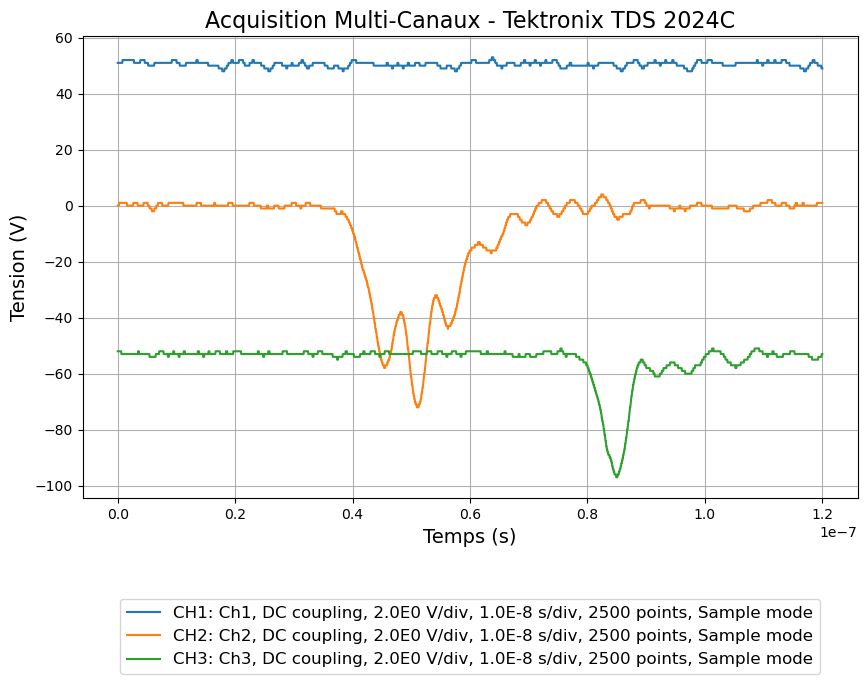 Acquisition Multi-Canaux - Tektronix TDS 2024C
60
40
20
0
−20
−40
−60
−80
−100
Tension (V)
0.0 0.2 0.4 0.6 0.8 1.0 1.2
1e−7
Temps (s)
CH1: Ch1, DC coupling, 2.0E0 V/div, 1.0E-8 s/div, 2500 points, Sample mode
CH2: Ch2, DC coupling, 2.0E0 V/div, 1.0E-8 s/div, 2500 points, Sample mode
CH3: Ch3, DC coupling, 2.0E0 V/div, 1.0E-8 s/div, 2500 points, Sample mode